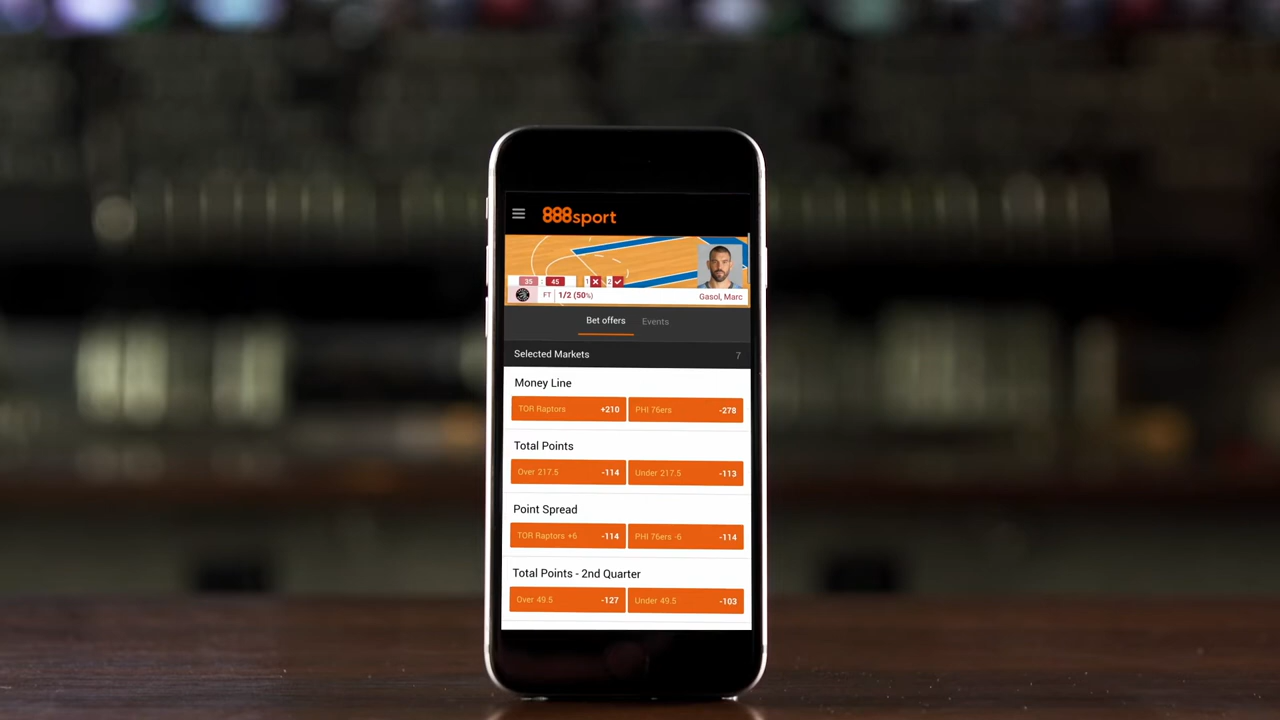 888sport
35 : 45 1 2
FT 1/2 (50%) Gasol, Marc
Bet offers Events
Selected Markets 7
Money Line
TOR Raptors +210 PHI 76ers -278
Total Points
Over 217.5 -114 Under 217.5 -113
Point Spread
TOR Raptors +6 -114 PHI 76ers -6 -114
Total Points - 2nd Quarter
Over 49.5 -127 Under 49.5 -103